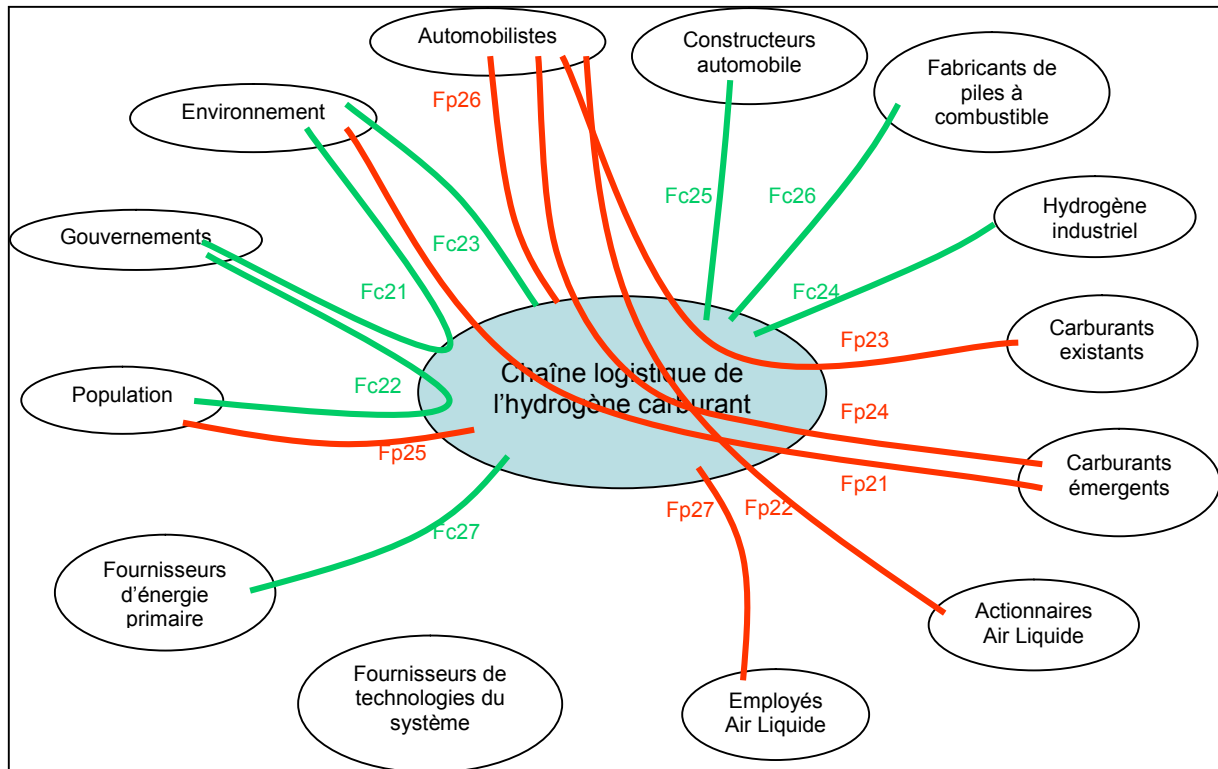 Automobilistes
Constructeurs
automobile
Fabricants de
piles à
combustible
Environnement
Fp26
Hydrogène
industriel
Gouvernements
Fc23
Fc25
Fc26
Fc21
Fc24
Carburants
existants
Fp23
Population
Fc22
Chaîne logistique de
l'hydrogène carburant
Fp24
Fp25
Fp21
Carburants
émergents
Fp27
Fp22
Fc27
Fournisseurs
d'énergie
primaire
Actionnaires
Air Liquide
Fournisseurs de
technologies du
système
Employés
Air Liquide